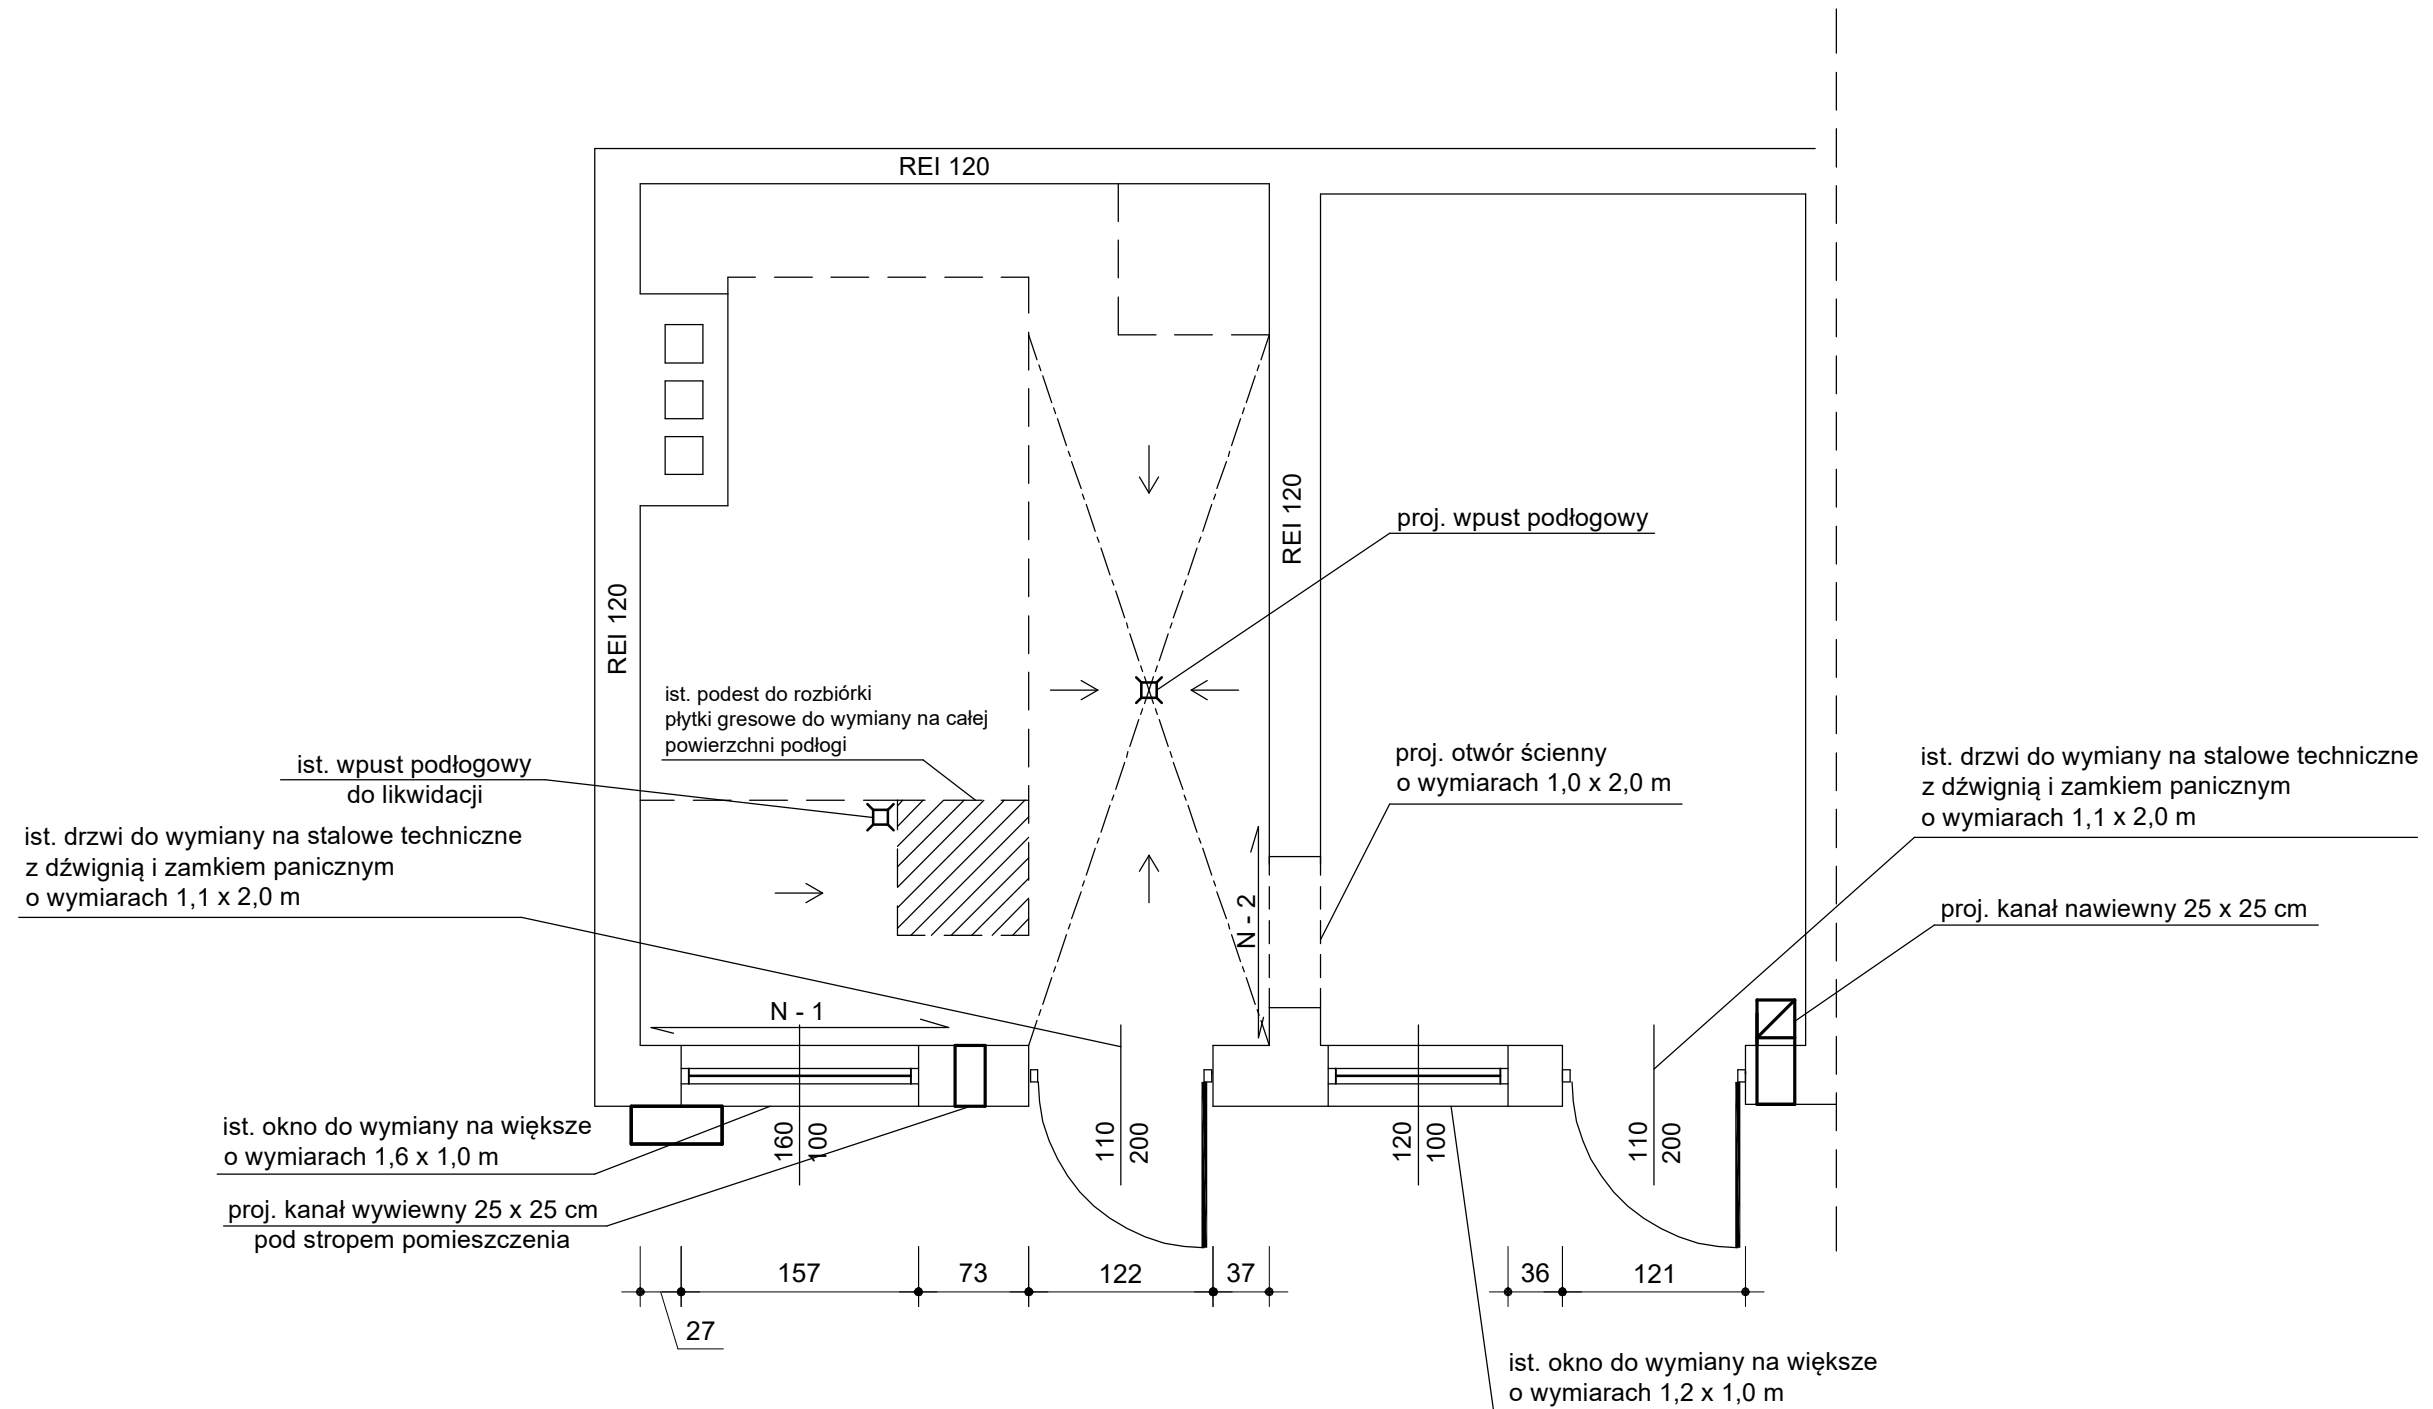 REI 120
REI 120
proj. wpust podłogowy
REI 120
ist. podest do rozbiórki
płytki gresowe do wymiany na całej
powierzchni podłogi
ist. wpust podłogowy
do likwidacji
proj. otwór ścienny
o wymiarach 1,0 x 2,0 m
ist. drzwi do wymiany na stalowe techniczne
z dźwignią i zamkiem panicznym
o wymiarach 1,1 x 2,0 m
ist. drzwi do wymiany na stalowe techniczne
z dźwignią i zamkiem panicznym
o wymiarach 1,1 x 2,0 m
N - 2
proj. kanał nawiewny 25 x 25 cm
N - 1
ist. okno do wymiany na większe
o wymiarach 1,6 x 1,0 m
160
100
110
200
120
100
110
200
proj. kanał wywiewny 25 x 25 cm
pod stropem pomieszczenia
157
73
122
37
36
121
27
ist. okno do wymiany na większe
o wymiarach 1,2 x 1,0 m